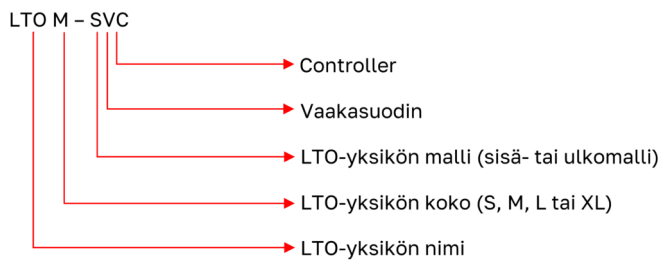 LTO M – SVC
Controller
Vaakasuodin
LTO-yksikön malli (sisä- tai ulkomalli)
LTO-yksikön koko (S, M, L tai XL)
LTO-yksikön nimi